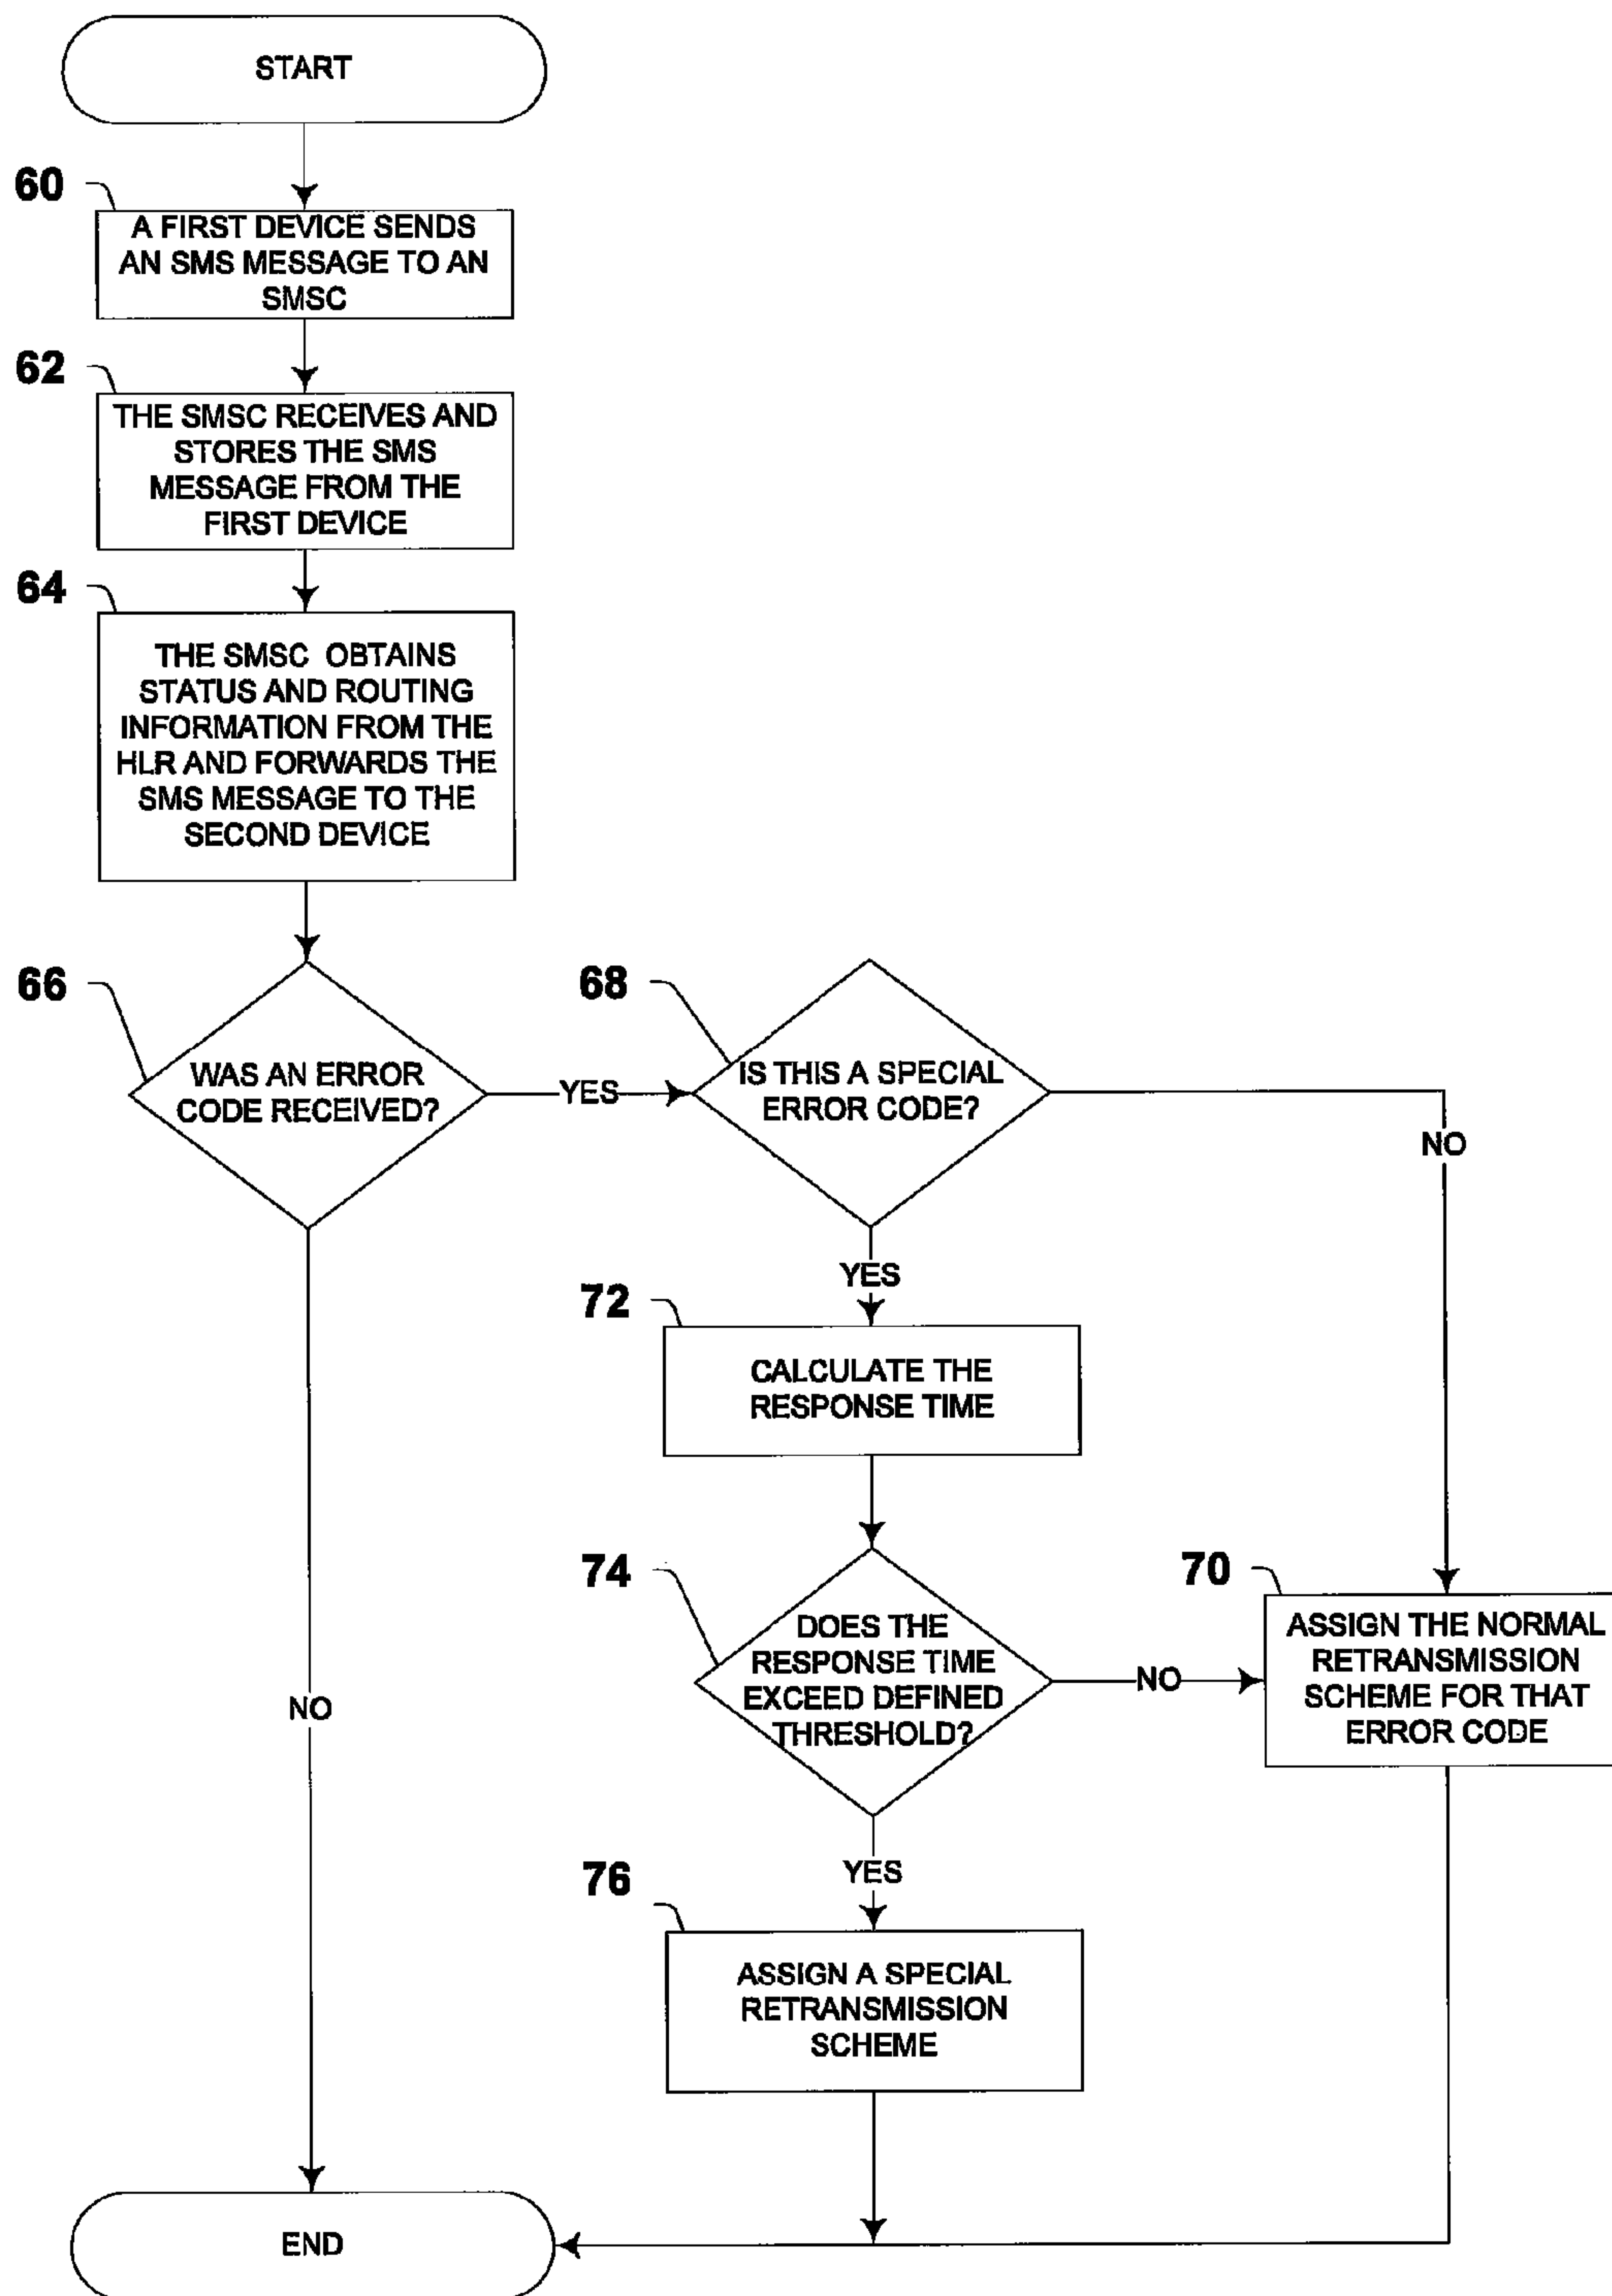 START
60
A FIRST DEVICE SENDS
AN SMS MESSAGE TO AN
SMSC
62
THE SMSC RECEIVES AND
STORES THE SMS
MESSAGE FROM THE
FIRST DEVICE
64
THE SMSC OBTAINS
STATUS AND ROUTING
INFORMATION FROM THE
HLR AND FORWARDS THE
SMS MESSAGE TO THE
SECOND DEVICE
66
WAS AN ERROR
CODE RECEIVED?
YES
68
IS THIS A SPECIAL
ERROR CODE?
NO
YES
72
CALCULATE THE
RESPONSE TIME
74
DOES THE
RESPONSE TIME
EXCEED DEFINED
THRESHOLD?
NO
70
ASSIGN THE NORMAL
RETRANSMISSION
SCHEME FOR THAT
ERROR CODE
NO
YES
76
ASSIGN A SPECIAL
RETRANSMISSION
SCHEME
END